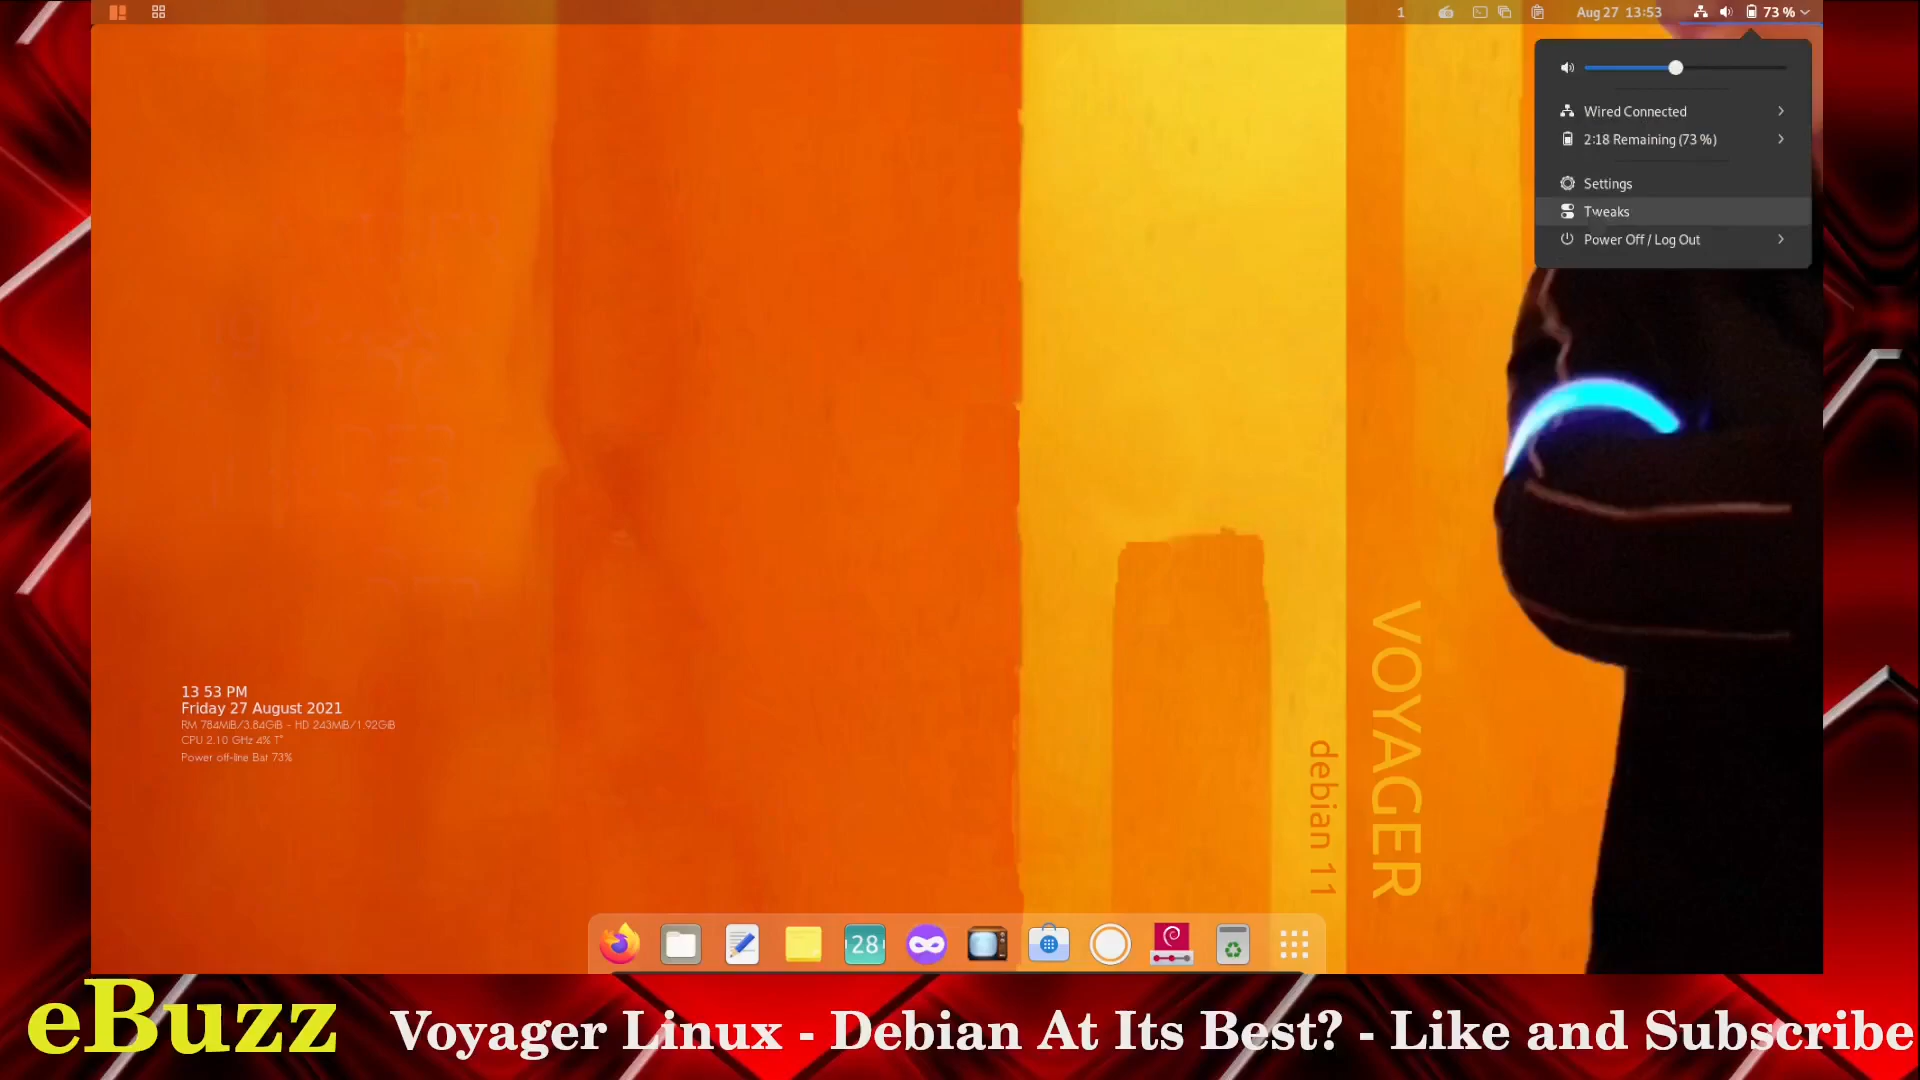 1
Aug 27 13:53
73 %
Wired Connected
2:18 Remaining (73 %)
Settings
Tweaks
Power Off / Log Out
13 53 PM
Friday 27 August 2021
RM 784MiB/3.84GiB - HD 243MiB/1.92GiB
CPU 2.10 GHz 4% T°
Power off-line Bat 73%
debian 11
VOYAGER
28
eBuzz
Voyager Linux - Debian At Its Best? - Like and Subscribe